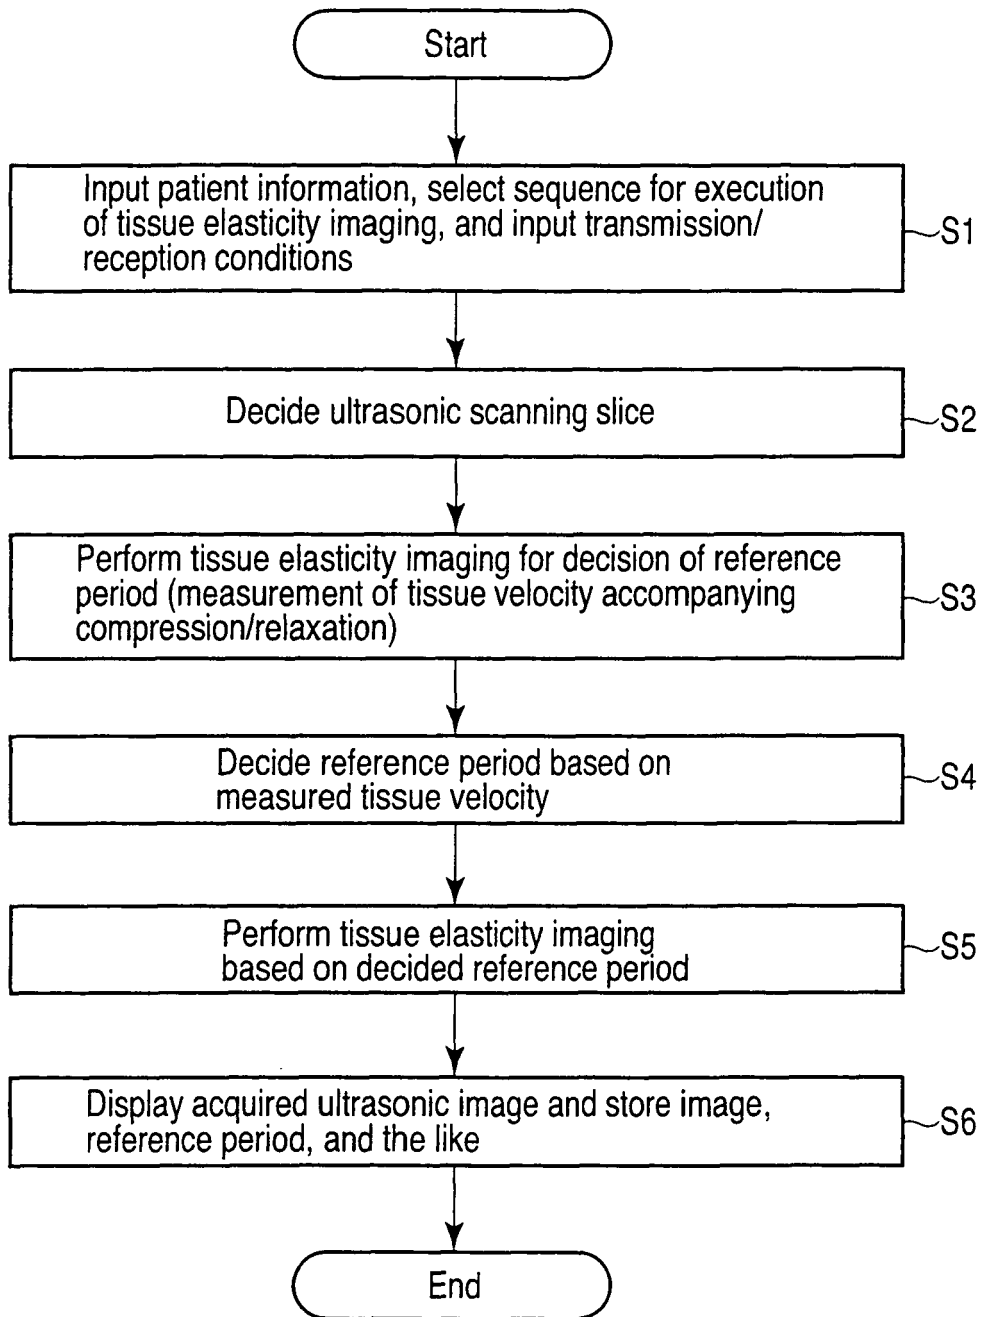 Start
Input patient information, select sequence for execution
of tissue elasticity imaging, and input transmission/
reception conditions
S1
Decide ultrasonic scanning slice
S2
Perform tissue elasticity imaging for decision of reference
period (measurement of tissue velocity accompanying
compression/relaxation)
S3
Decide reference period based on
measured tissue velocity
S4
Perform tissue elasticity imaging
based on decided reference period
S5
Display acquired ultrasonic image and store image,
reference period, and the like
S6
End